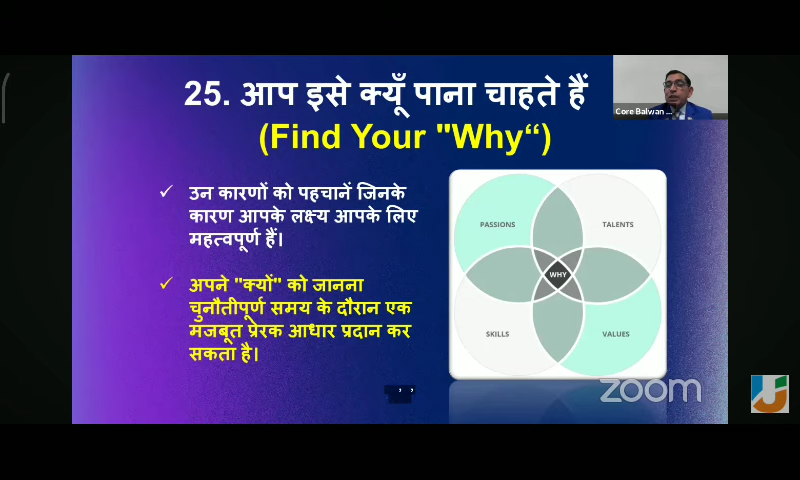 25. आप इसे क्यूँ पाना चाहते हैं
(Find Your "Why“)
उन कारणों को पहचानें जिनके
कारण आपके लक्ष्य आपके लिए
महत्वपूर्ण हैं।
अपने "क्यों" को जानना
चुनौतीपूर्ण समय के दौरान एक
मजबूत प्रेरक आधार प्रदान कर
सकता है।
PASSIONS
TALENTS
WHY
SKILLS
VALUES
Core Balwan ...
zoom